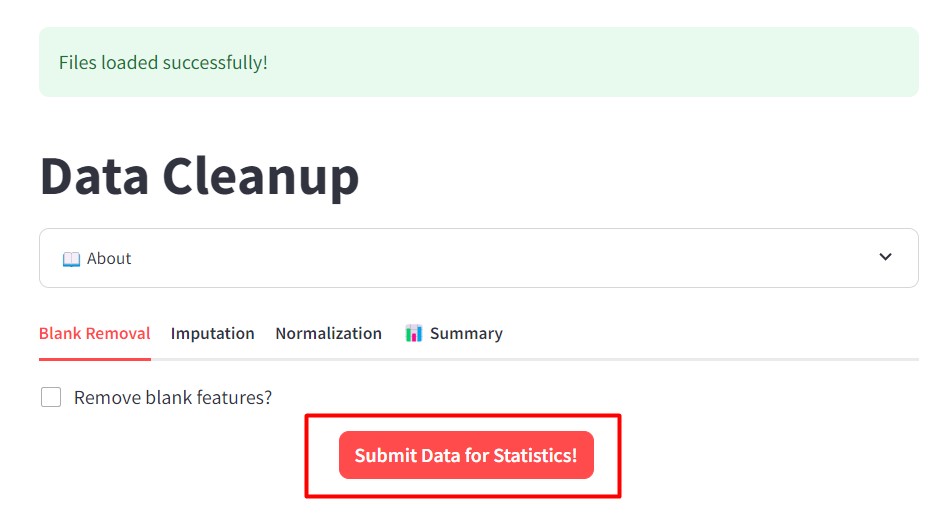 Files loaded successfully!
Data Cleanup
About
Blank Removal Imputation Normalization Summary
Remove blank features?
Submit Data for Statistics!